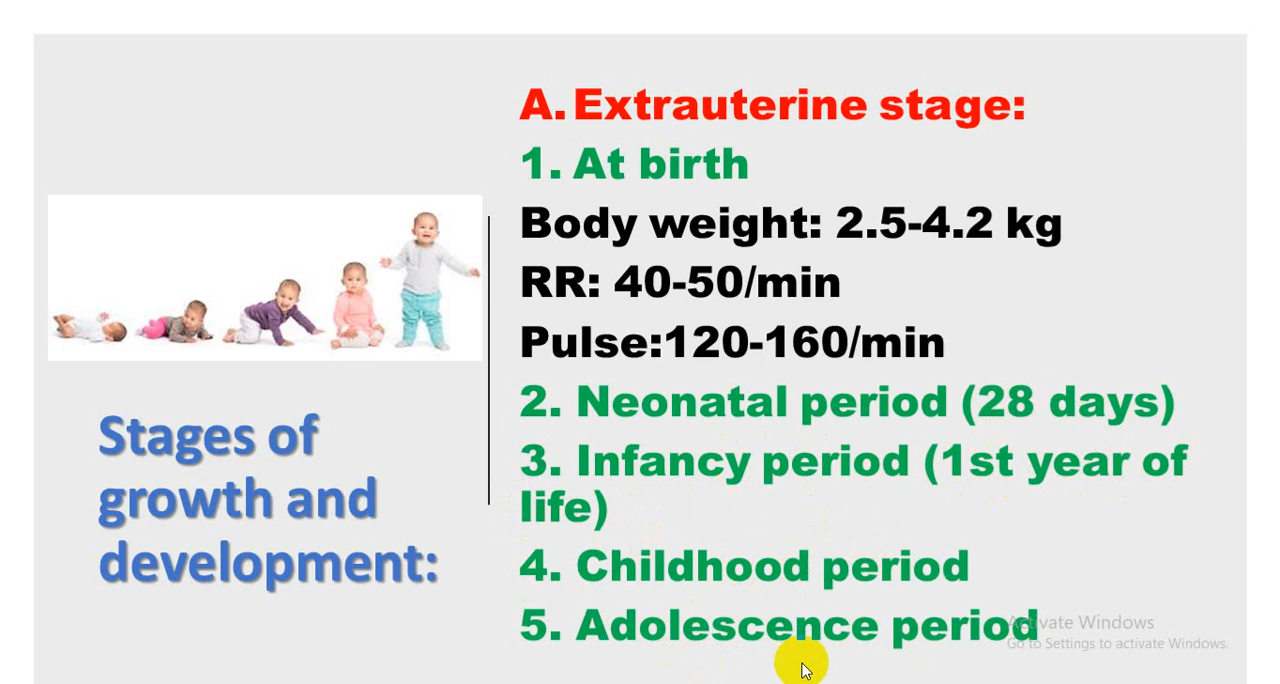 A. Extrauterine stage:
1. At birth
Body weight: 2.5-4.2 kg
RR: 40-50/min
Pulse:120-160/min
2. Neonatal period (28 days)
3. Infancy period (1st year of
life)
4. Childhood period
5. Adolescence period
Stages of
growth and
development:
Activate Windows
Go to Settings to activate Windows.